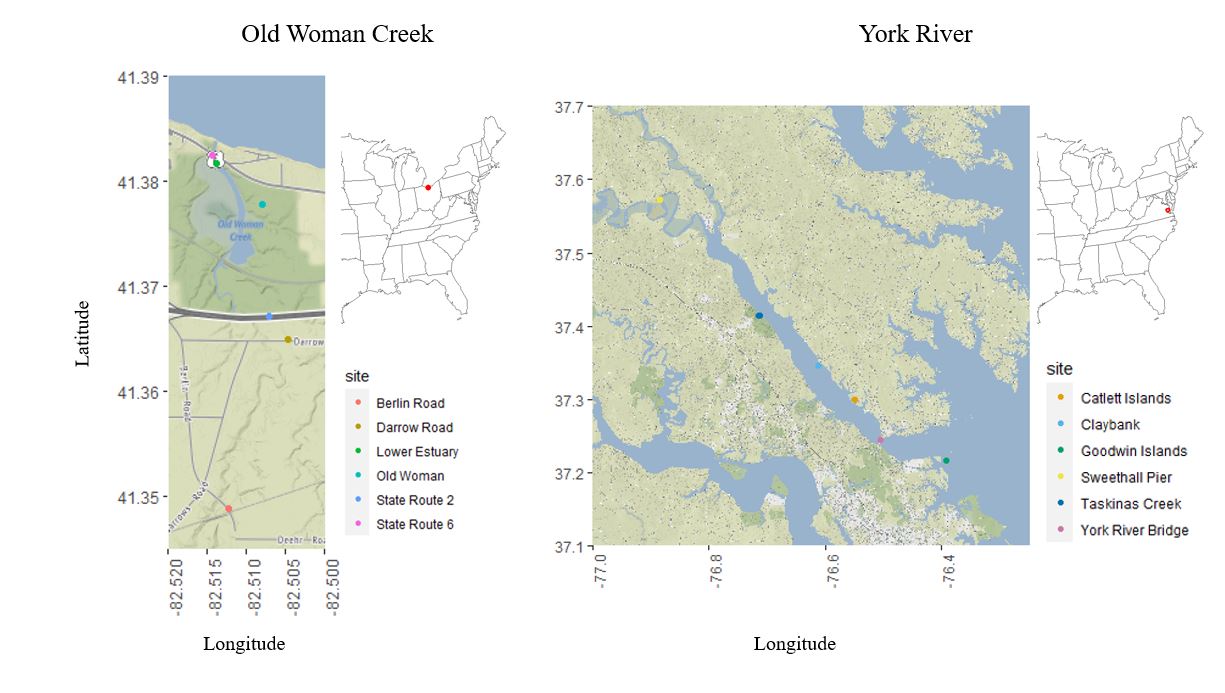 Old Woman Creek
York River
41.39
41.38
41.37
41.36
41.35
Latitude
Old Woman
Creek
Darrow
Berlin-Road
arrows-Road
Deehr-Roa
-82.520
-82.515
-82.510
-82.505
-82.500
Longitude
site
Berlin Road
Darrow Road
Lower Estuary
Old Woman
State Route 2
State Route 6
37.7
37.6
37.5
37.4
37.3
37.2
37.1
-77.0
-76.8
-76.6
-76.4
Longitude
site
Catlett Islands
Claybank
Goodwin Islands
Sweethall Pier
Taskinas Creek
York River Bridge